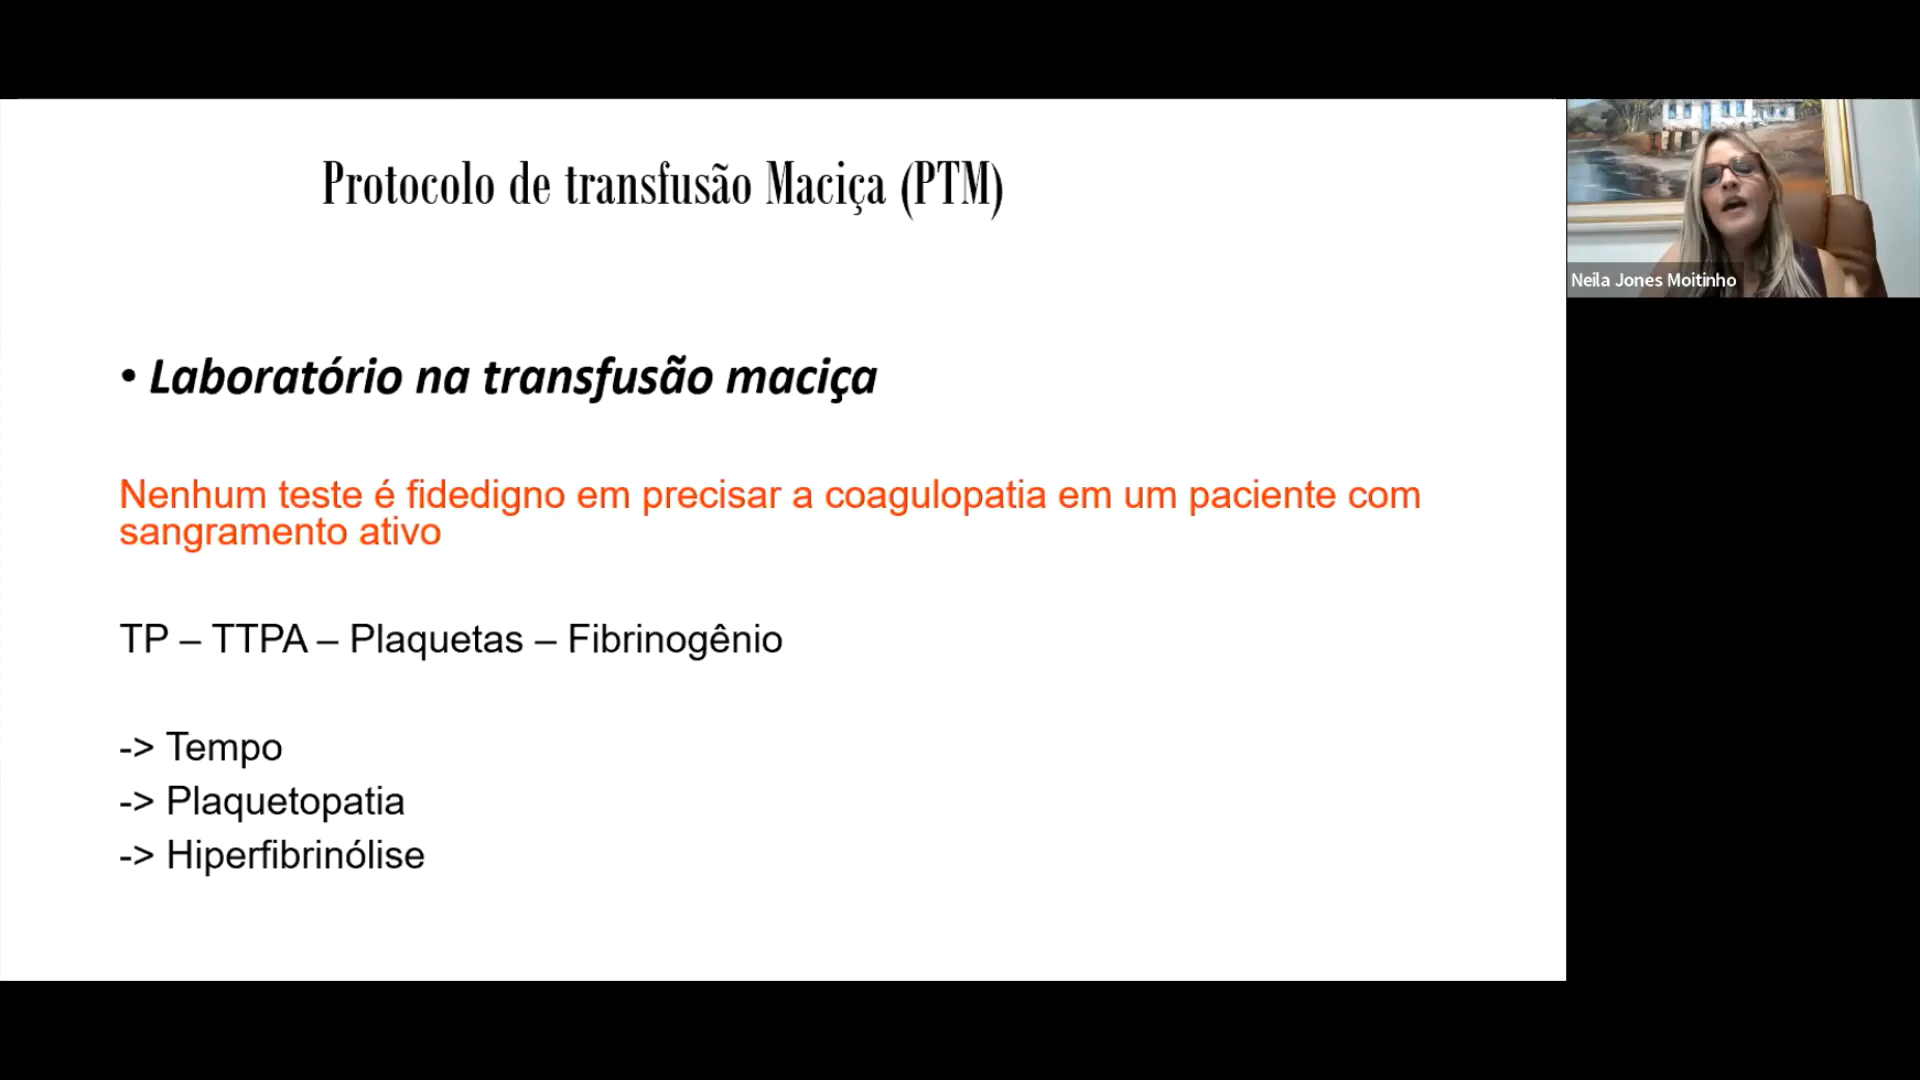 Protocolo de transfusão Maciça (PTM)
Neila Jones Moitinho
• Laboratório na transfusão maciça
Nenhum teste é fidedigno em precisar a coagulopatia em um paciente com
sangramento ativo
TP – TTPA – Plaquetas – Fibrinogênio
-> Tempo
-> Plaquetopatia
-> Hiperfibrinólise